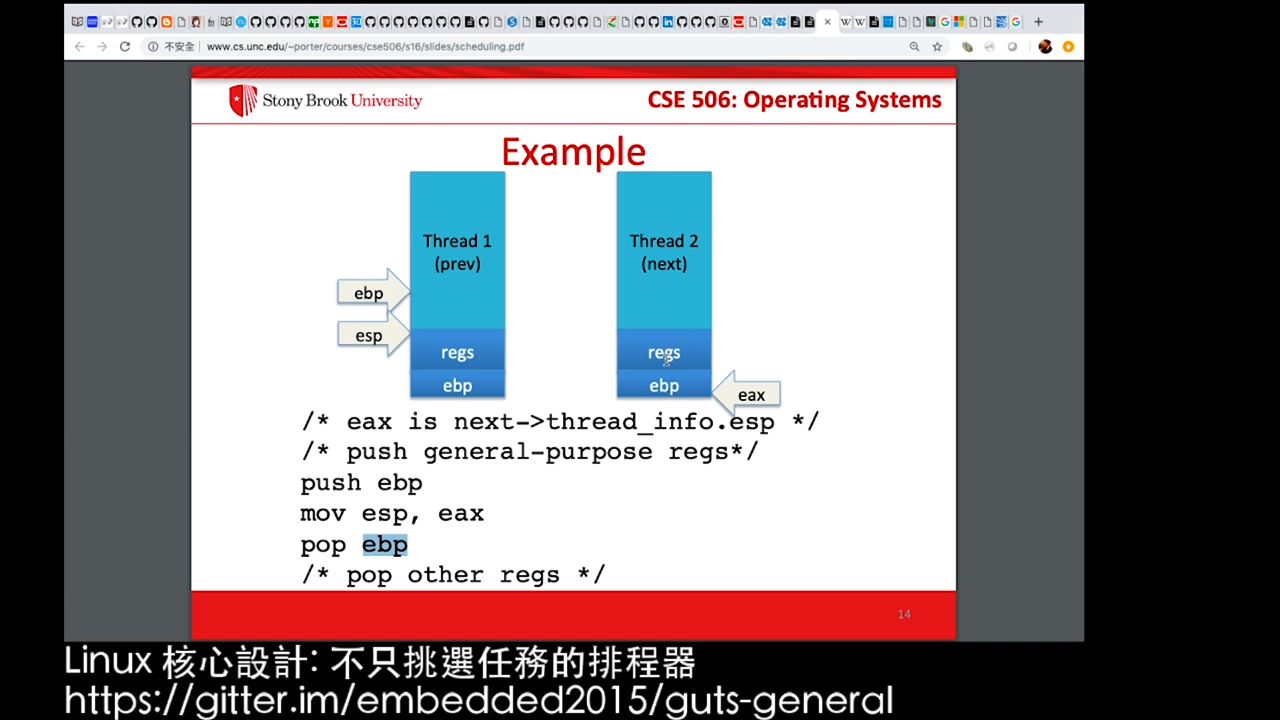 不安全 www.cs.unc.edu/~porter/courses/cse506/s16/slides/scheduling.pdf
Stony Brook University
CSE 506: Operating Systems
Example
Thread 1
(prev)
Thread 2
(next)
ebp
esp
regs
regs
ebp
ebp
eax
/* eax is next->thread_info.esp */
/* push general-purpose regs*/
push ebp
mov esp, eax
pop ebp
/* pop other regs */
14
Linux 核心設計: 不只挑選任務的排程器
https://gitter.im/embedded2015/guts-general